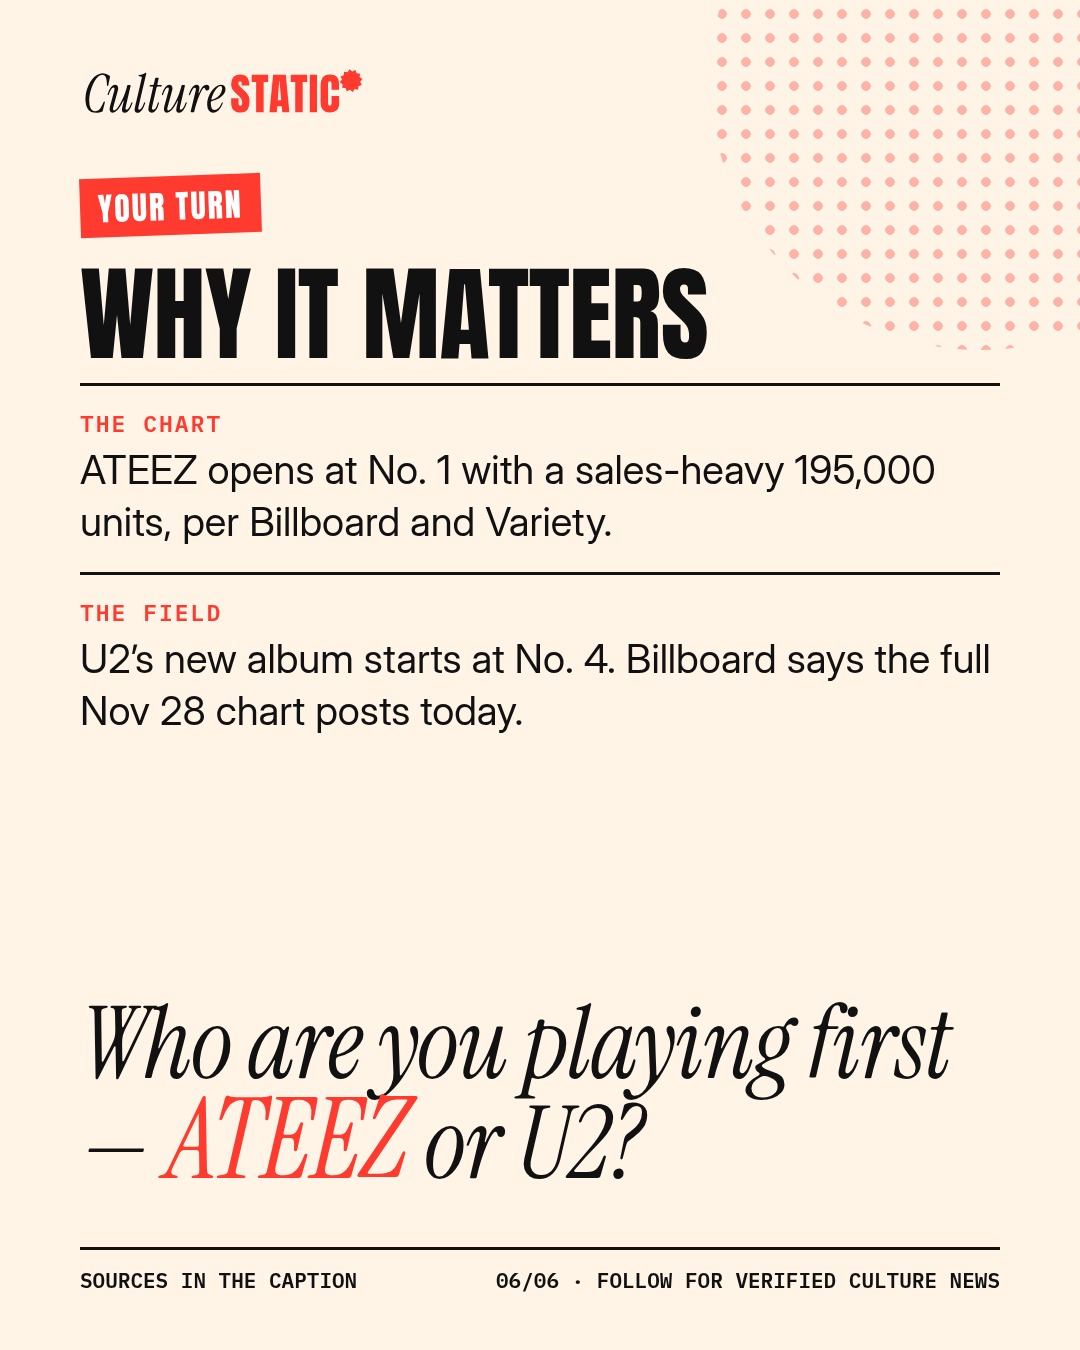 Culture STATIC
YOUR TURN
WHY IT MATTERS
THE CHART
ATEEZ opens at No. 1 with a sales-heavy 195,000
units, per Billboard and Variety.
THE FIELD
U2’s new album starts at No. 4. Billboard says the full
Nov 28 chart posts today.
Who are you playing first
— ATEEZ or U2?
SOURCES IN THE CAPTION
06/06 · FOLLOW FOR VERIFIED CULTURE NEWS